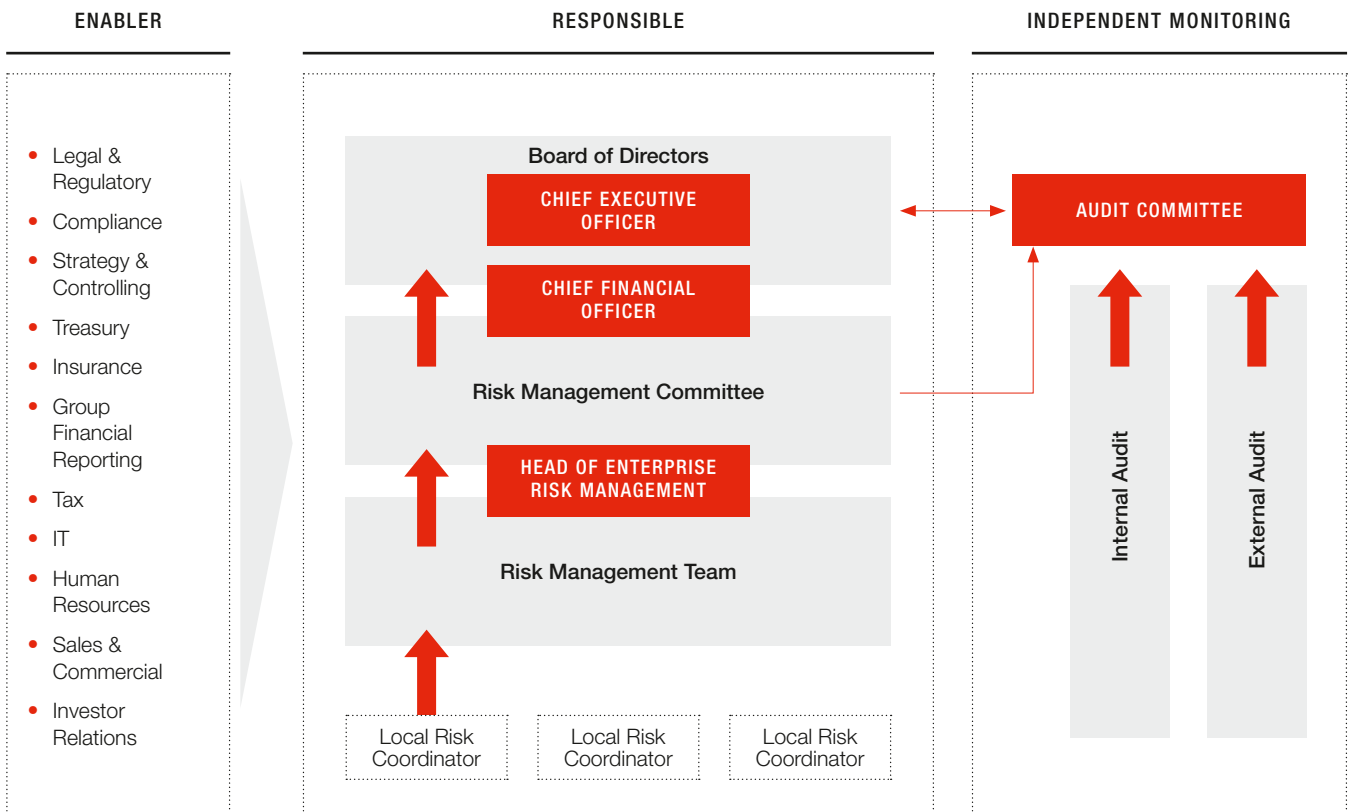 ENABLER
Legal &
Regulatory
Compliance
Strategy &
Controlling
Treasury
Insurance
Group
Financial
Reporting
Tax
IT
Human
Resources
Sales &
Commercial
Investor
Relations
RESPONSIBLE
Board of Directors
CHIEF EXECUTIVE
OFFICER
CHIEF FINANCIAL
OFFICER
Risk Management Committee
HEAD OF ENTERPRISE
RISK MANAGEMENT
Risk Management Team
Local Risk
Coordinator
Local Risk
Coordinator
Local Risk
Coordinator
INDEPENDENT MONITORING
AUDIT COMMITTEE
Internal Audit
External Audit